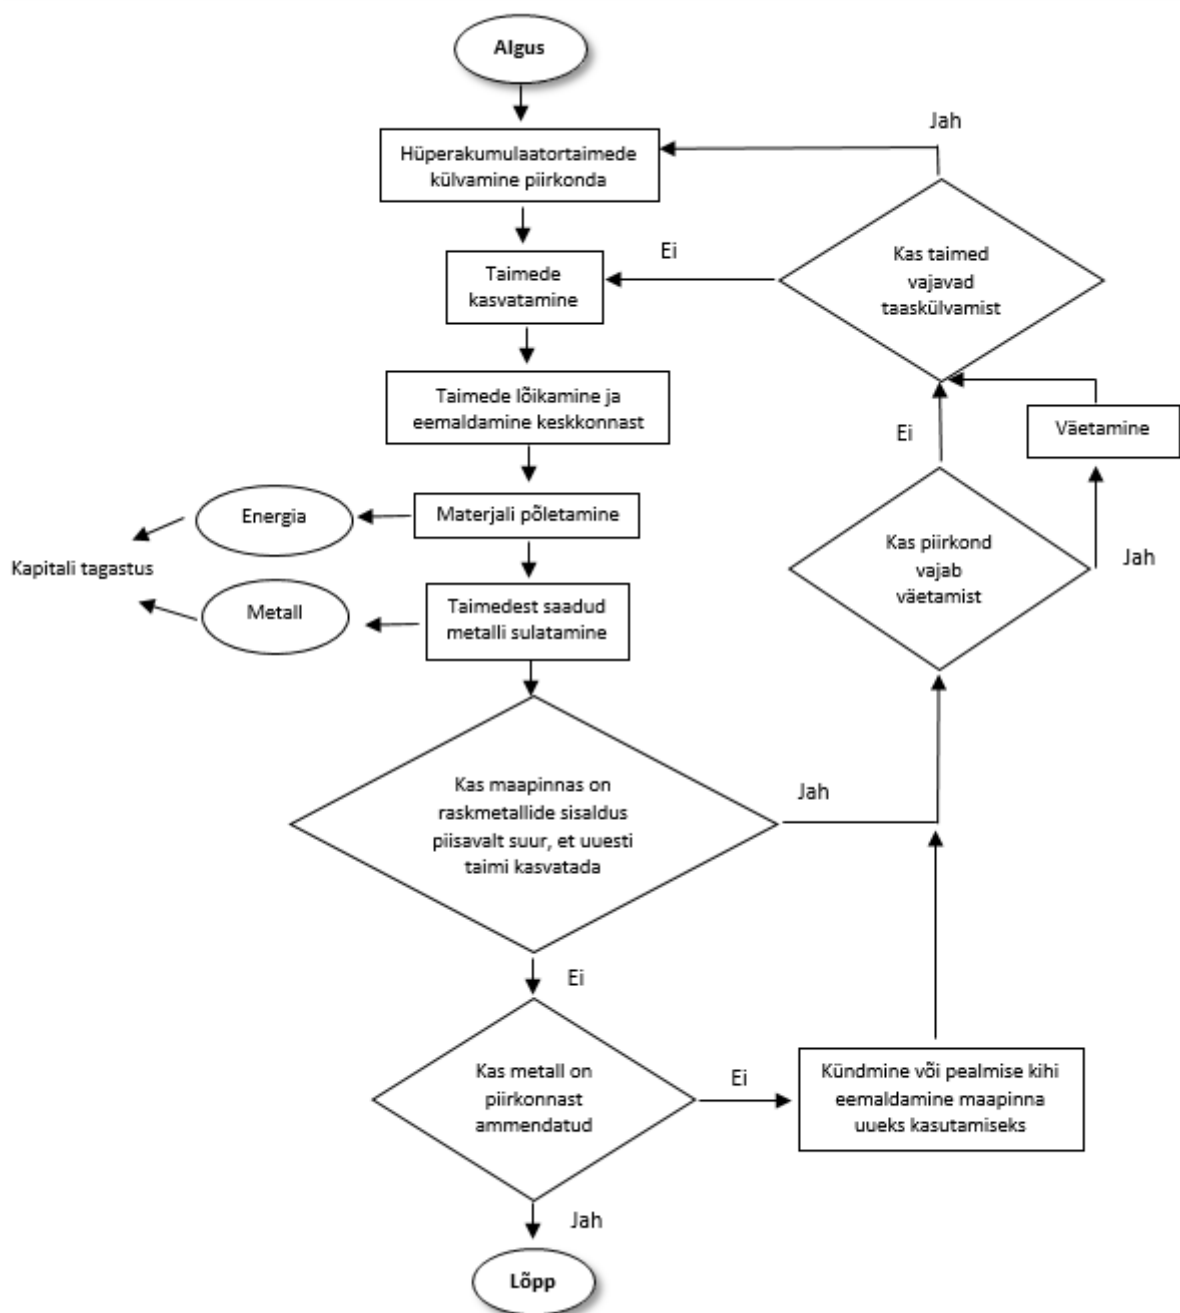 Algus
Jah
Hüperakumulaatortaimede
külvamine piirkonda
Ei
Kas taimed
vajavad
taaskülvamist
Taimede
kasvatamine
Taimede lõikamine ja
eemaldamine keskkonnast
Ei
Väetamine
Energia
Materjali põletamine
Kas piirkond
vajab
väetamist
Jah
Kapitali tagastus
Metall
Taimedest saadud
metalli sulatamine
Kas maapinnas on
raskmetallide sisaldus
piisavalt suur, et uuesti
taimi kasvatada
Jah
Ei
Kas metall on
piirkonnast
ammendatud
Ei
Kündmine või pealmise kihi
eemaldamine maapinna
uueks kasutamiseks
Jah
Lõpp